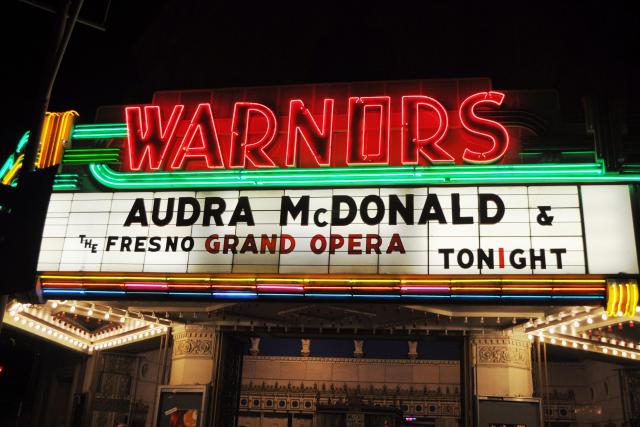 WARNORS
AUDRA McDONALD &
THE FRESNO GRAND OPERA TONIGHT